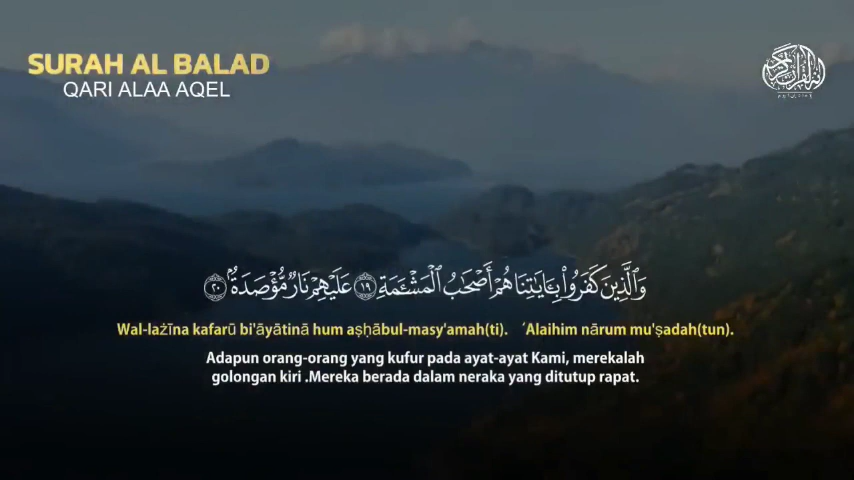 SURAH AL BALAD
QARI ALAA AQEL
وَالَّذِينَ كَفَرُوا۟ بِـَٔايَـٰتِنَا هُمْ أَصْحَـٰبُ الْمَشْـَٔمَةِ ١٩ عَلَيْهِمْ نَارٌ مُّؤْصَدَةٌۢ ٢٠
Wal-lażīna kafarū bi'āyātinā hum aṣḥābul-masy'amah(ti). ‘Alaihim nārum mu'ṣadah(tun).
Adapun orang-orang yang kufur pada ayat-ayat Kami, merekalah
golongan kiri .Mereka berada dalam neraka yang ditutup rapat.